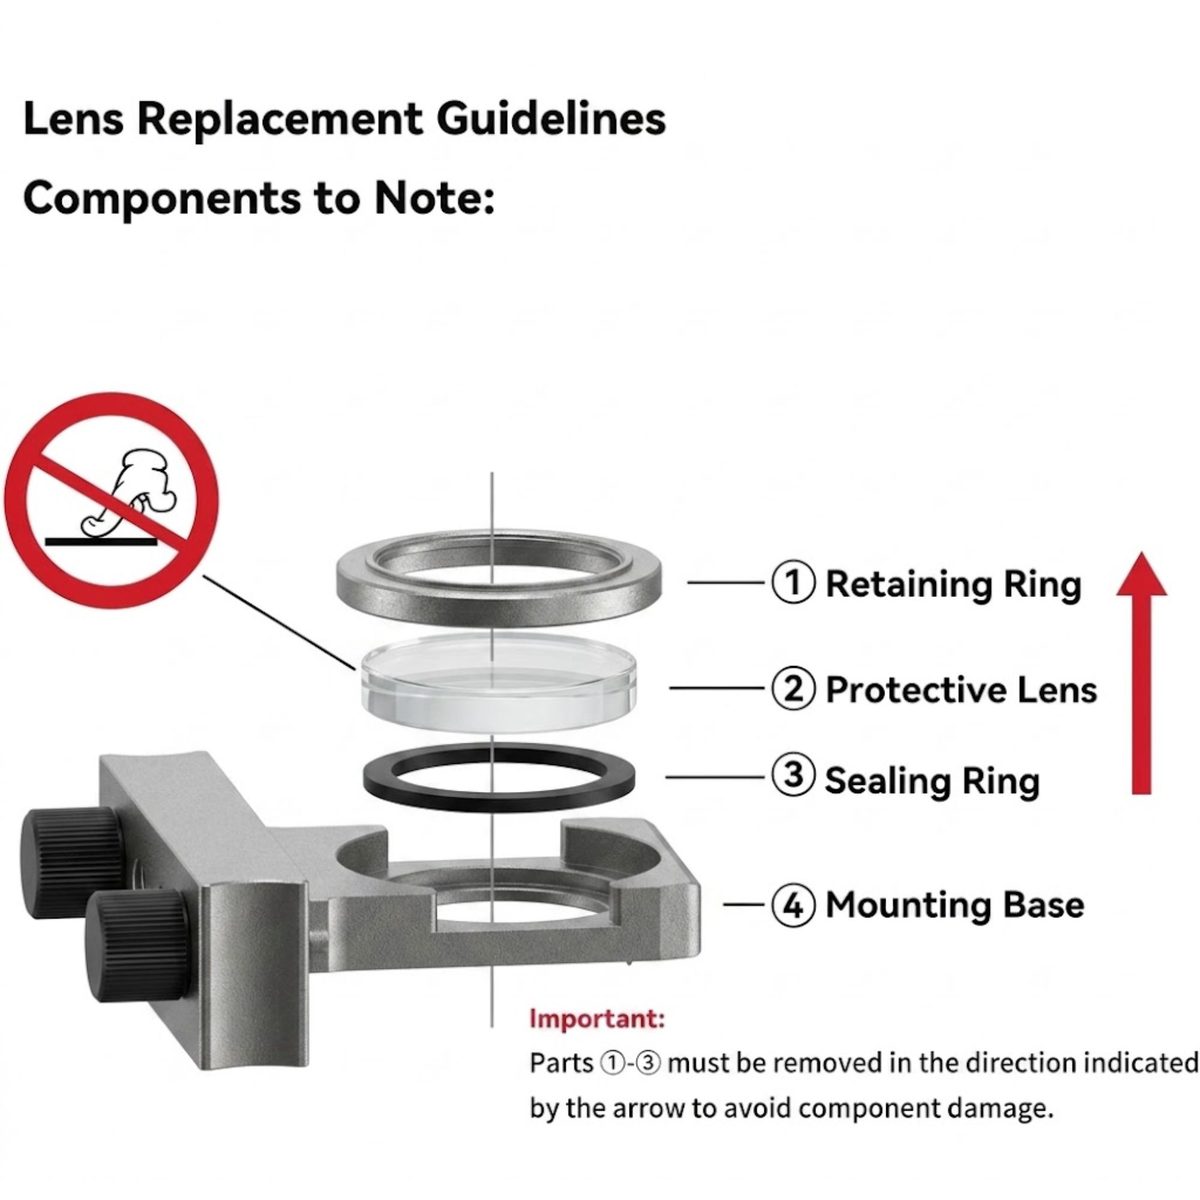 Lens Replacement Guidelines
Components to Note:
① Retaining Ring
② Protective Lens
③ Sealing Ring
④ Mounting Base
Important:
Parts ①-③ must be removed in the direction indicated
by the arrow to avoid component damage.